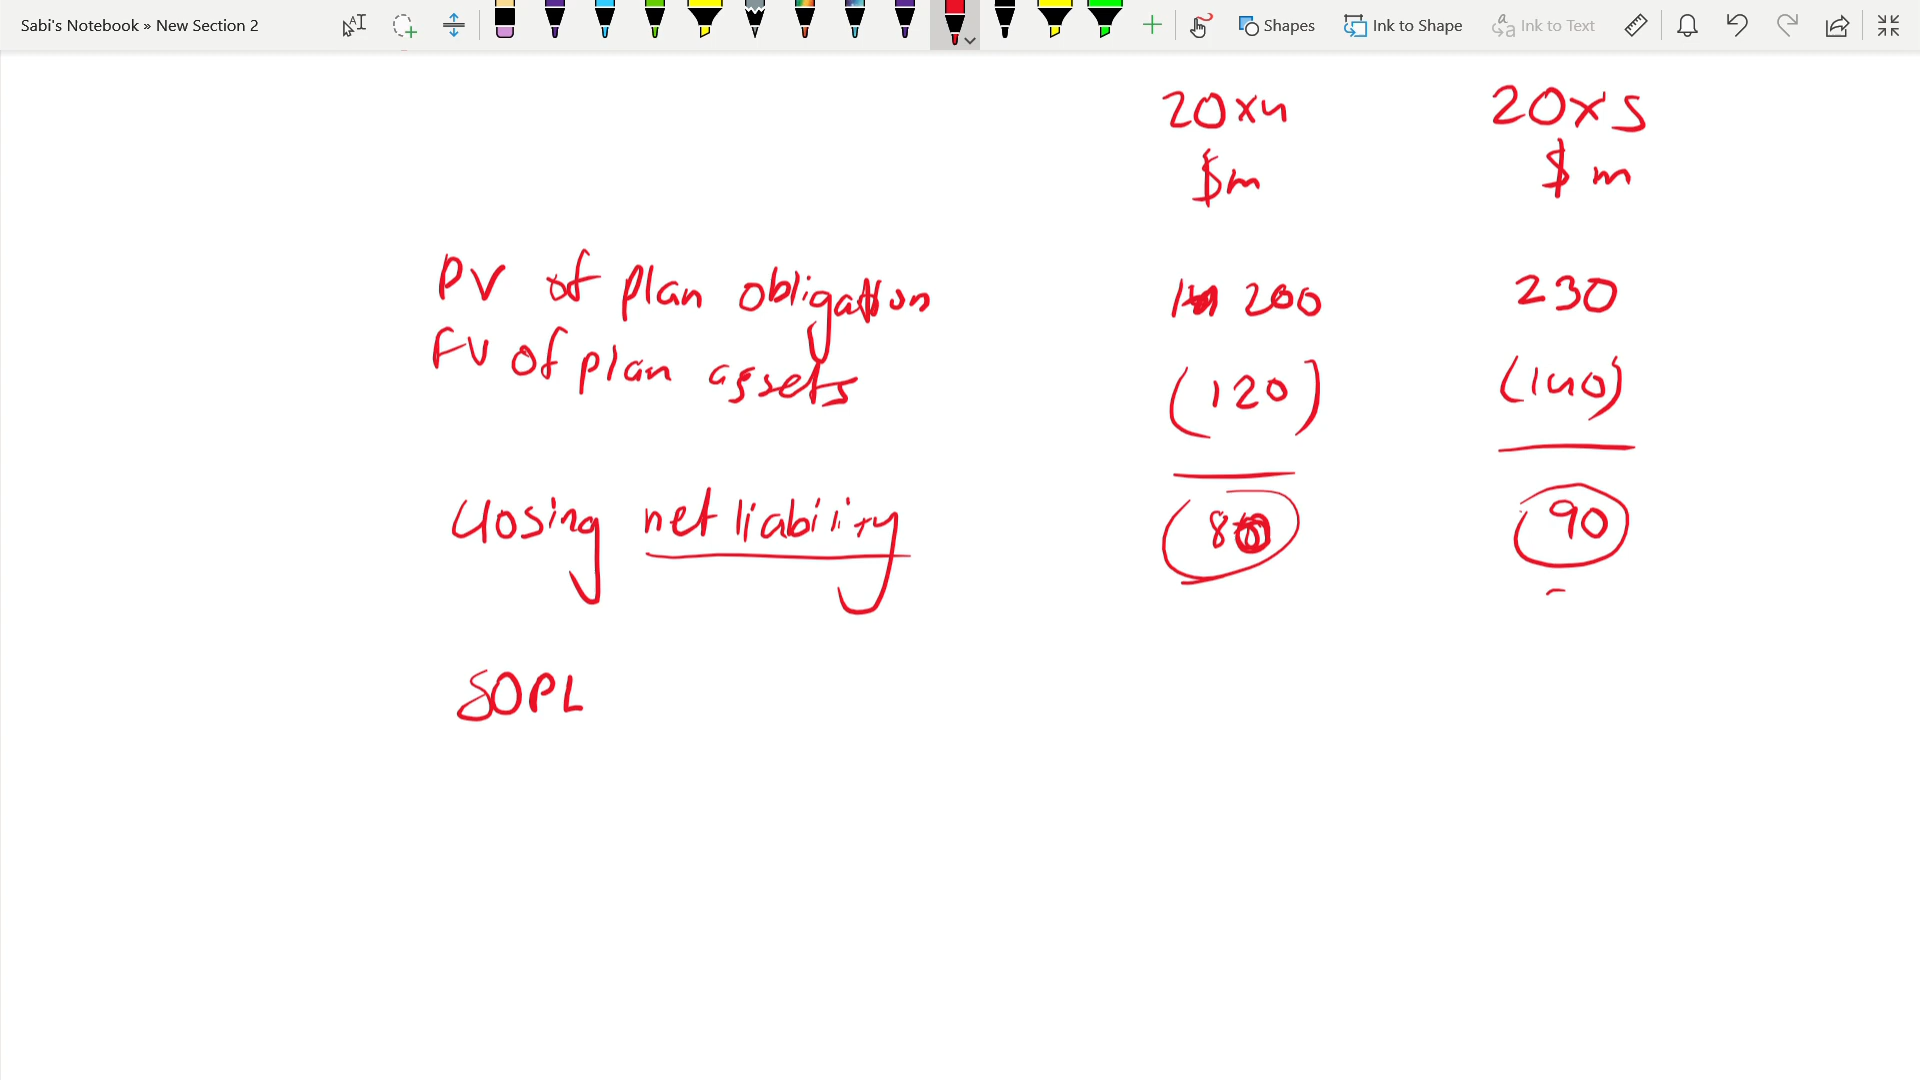 Sabi's Notebook » New Section 2
Shapes
Ink to Shape
Ink to Text
20x4 20x5
$m $m
PV of plan obligation 200 230
FV of plan assets (120) (140)
Closing net liability 80 90
SOPL